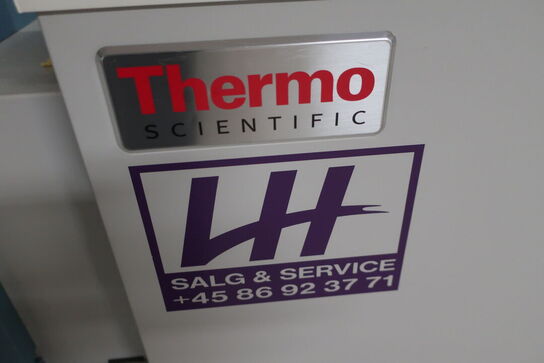 Thermo
SCIENTIFIC
LH
SALG & SERVICE
+45 86 92 37 71